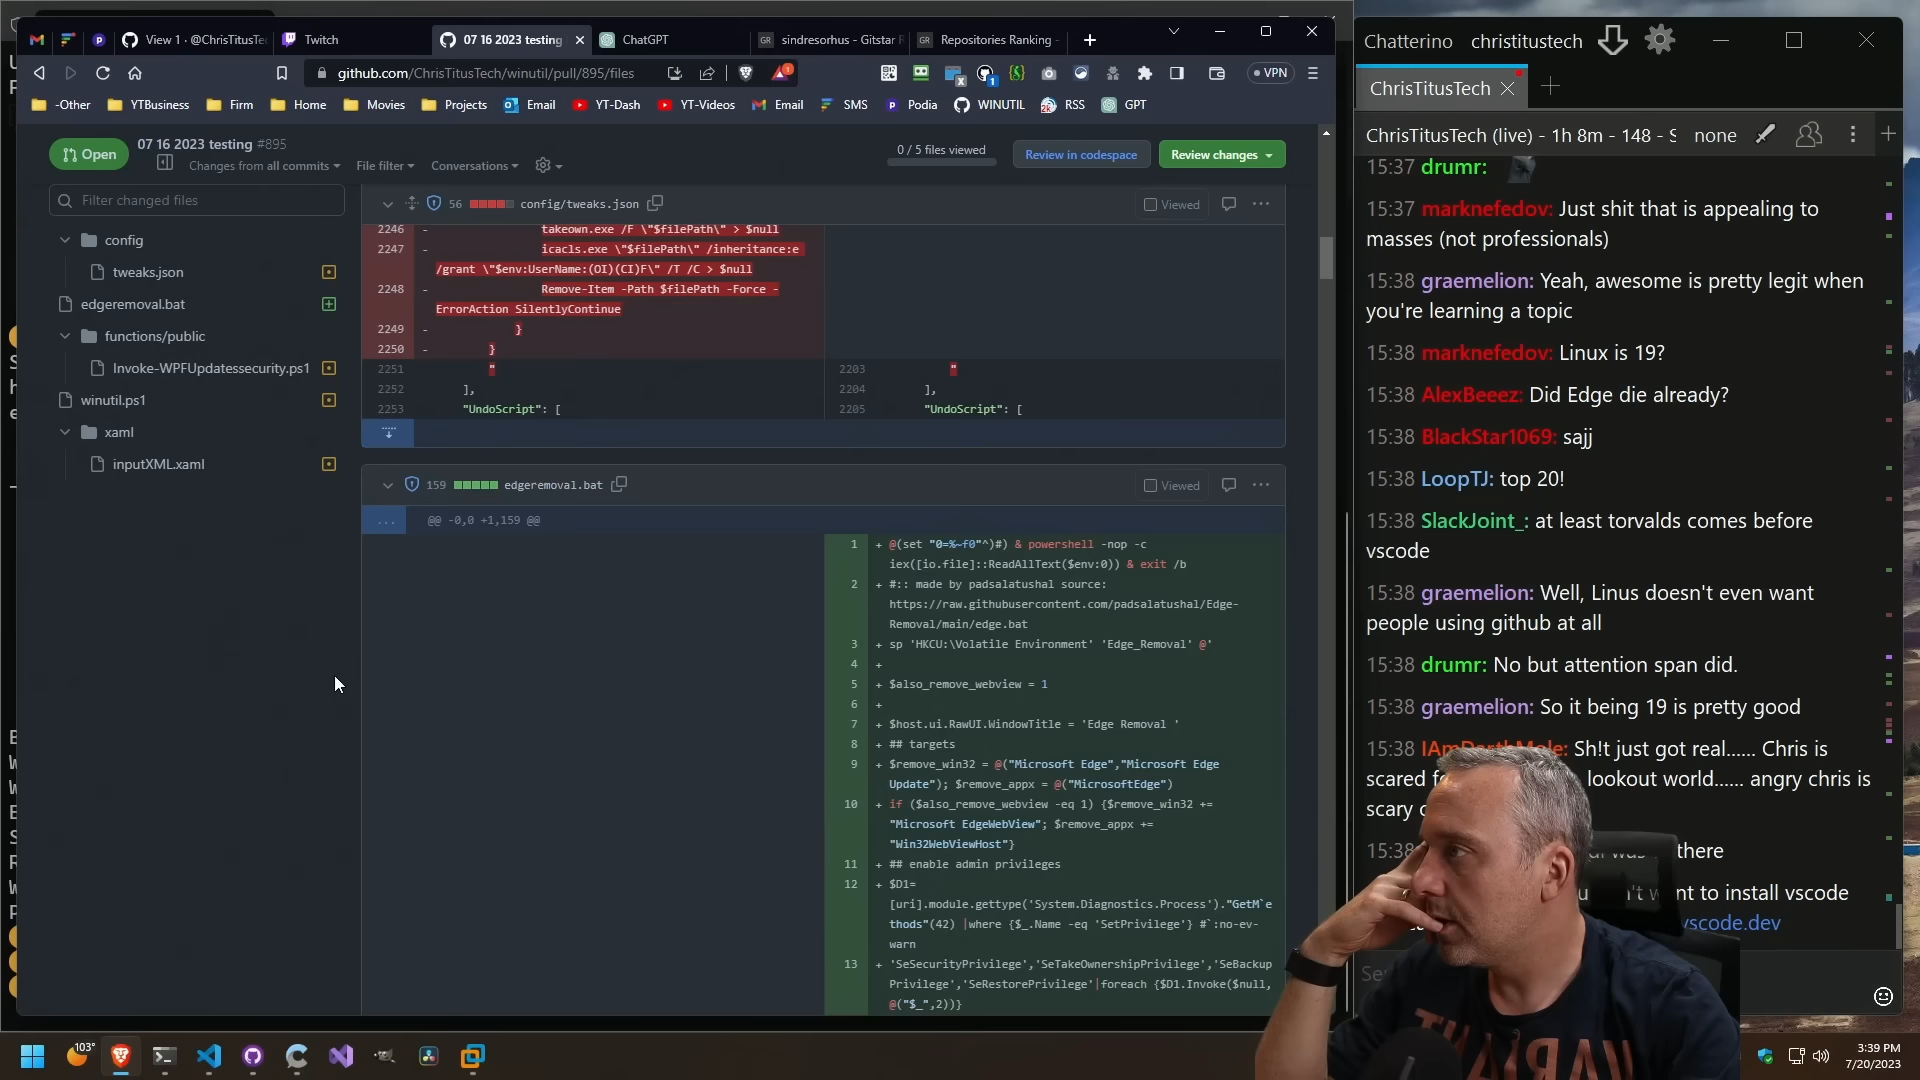 View 1 · @ChrisTitusTe
Twitch
07 16 2023 testing
ChatGPT
sindresorhus - Gitstar R
Repositories Ranking -
github.com/ChrisTitusTech/winutil/pull/895/files
VPN
-Other
YTBusiness
Firm
Home
Movies
Projects
Email
YT-Dash
YT-Videos
Email
SMS
Podia
WINUTIL
RSS
GPT
Open
07 16 2023 testing #895
Changes from all commits
File filter
Conversations
0 / 5 files viewed
Review in codespace
Review changes
Filter changed files
config
tweaks.json
edgeremoval.bat
functions/public
Invoke-WPFUpdatessecurity.ps1
winutil.ps1
xaml
inputXML.xaml
56 config/tweaks.json
Viewed
2246 - takeown.exe /F \"$filePath\" > $null
2247 - icacls.exe \"$filePath\" /inheritance:e
/grant \"$env:UserName:(OI)(CI)F\" /T /C > $null
2248 - Remove-Item -Path $filePath -Force -
ErrorAction SilentlyContinue
2249 - }
2250 - }
2251 " 2203 "
2252 ], 2204 ],
2253 "UndoScript": [ 2205 "UndoScript": [
159 edgeremoval.bat
Viewed
... @@ -0,0 +1,159 @@
1 + @(set "0=%~f0"^)#) & powershell -nop -c
iex([io.file]::ReadAllText($env:0)) & exit /b
2 + #:: made by padsalatushal source:
https://raw.githubusercontent.com/padsalatushal/Edge-
Removal/main/edge.bat
3 + sp 'HKCU:\Volatile Environment' 'Edge_Removal' @'
4 +
5 + $also_remove_webview = 1
6 +
7 + $host.ui.RawUI.WindowTitle = 'Edge Removal '
8 + ## targets
9 + $remove_win32 = @("Microsoft Edge","Microsoft Edge
Update"); $remove_appx = @("MicrosoftEdge")
10 + if ($also_remove_webview -eq 1) {$remove_win32 +=
"Microsoft EdgeWebView"; $remove_appx +=
"Win32WebViewHost"}
11 + ## enable admin privileges
12 + $D1=
[uri].module.gettype('System.Diagnostics.Process')."GetM`e
thods"(42) |where {$_.Name -eq 'SetPrivilege'} #`:no-ev-
warn
13 + 'SeSecurityPrivilege','SeTakeOwnershipPrivilege','SeBackup
Privilege','SeRestorePrivilege'|foreach {$D1.Invoke($null,
@("$_",2))}
Chatterino christitustech
ChrisTitusTech
ChrisTitusTech (live) - 1h 8m - 148 - S none
15:37 drumr:
15:37 marknefedov: Just shit that is appealing to
masses (not professionals)
15:38 graemelion: Yeah, awesome is pretty legit when
you're learning a topic
15:38 marknefedov: Linux is 19?
15:38 AlexBeeez: Did Edge die already?
15:38 BlackStar1069: sajj
15:38 LoopTJ: top 20!
15:38 SlackJoint_: at least torvalds comes before
vscode
15:38 graemelion: Well, Linus doesn't even want
people using github at all
15:38 drumr: No but attention span did.
15:38 graemelion: So it being 19 is pretty good
15:38 Sh!t just got real...... Chris is
scared lookout world...... angry chris is
scary
15:38 there
to install vscode
vscode.dev
103°
3:39 PM
7/20/2023